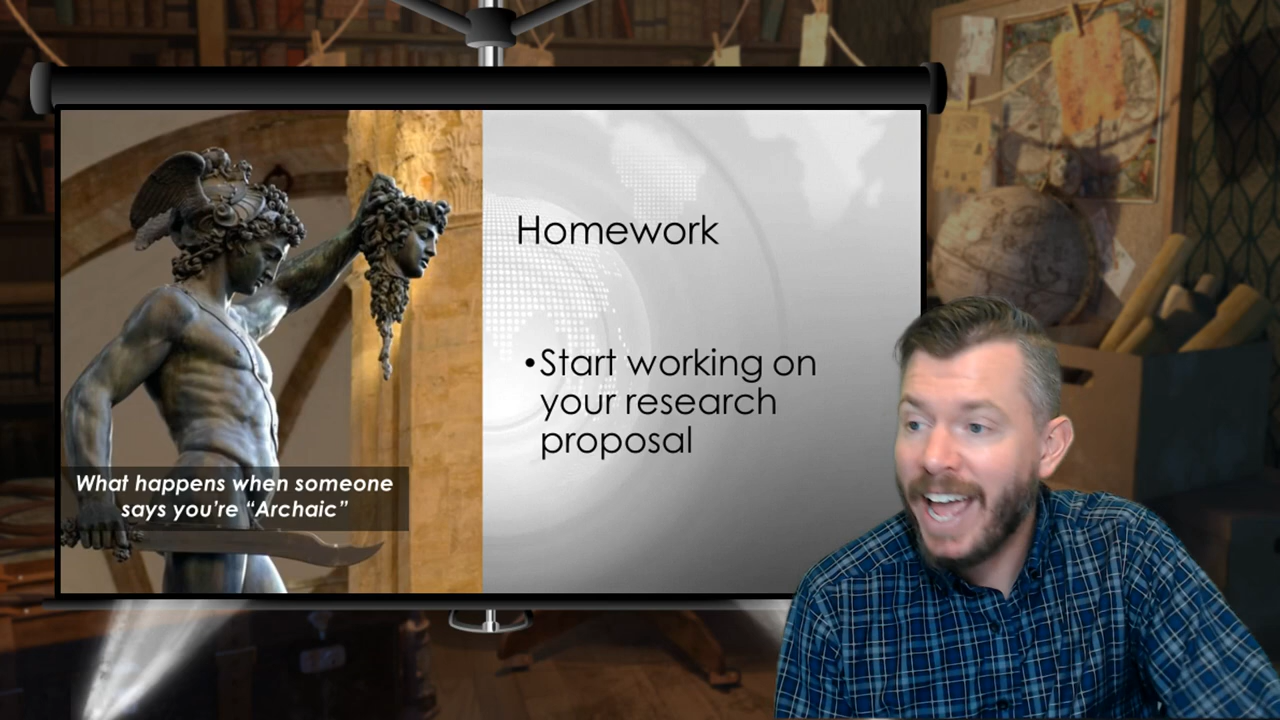 Homework
•Start working on
your research
proposal
What happens when someone
says you’re “Archaic”